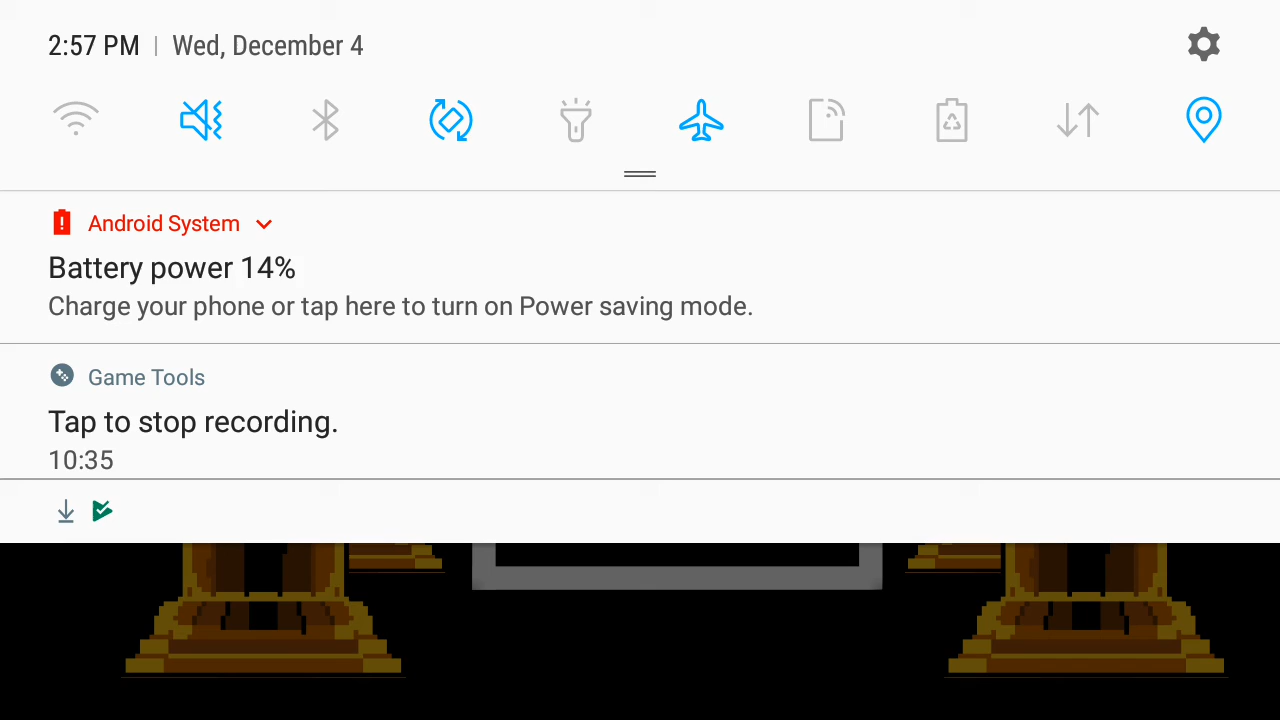 2:57 PM | Wed, December 4
Android System
Battery power 14%
Charge your phone or tap here to turn on Power saving mode.
Game Tools
Tap to stop recording.
10:35